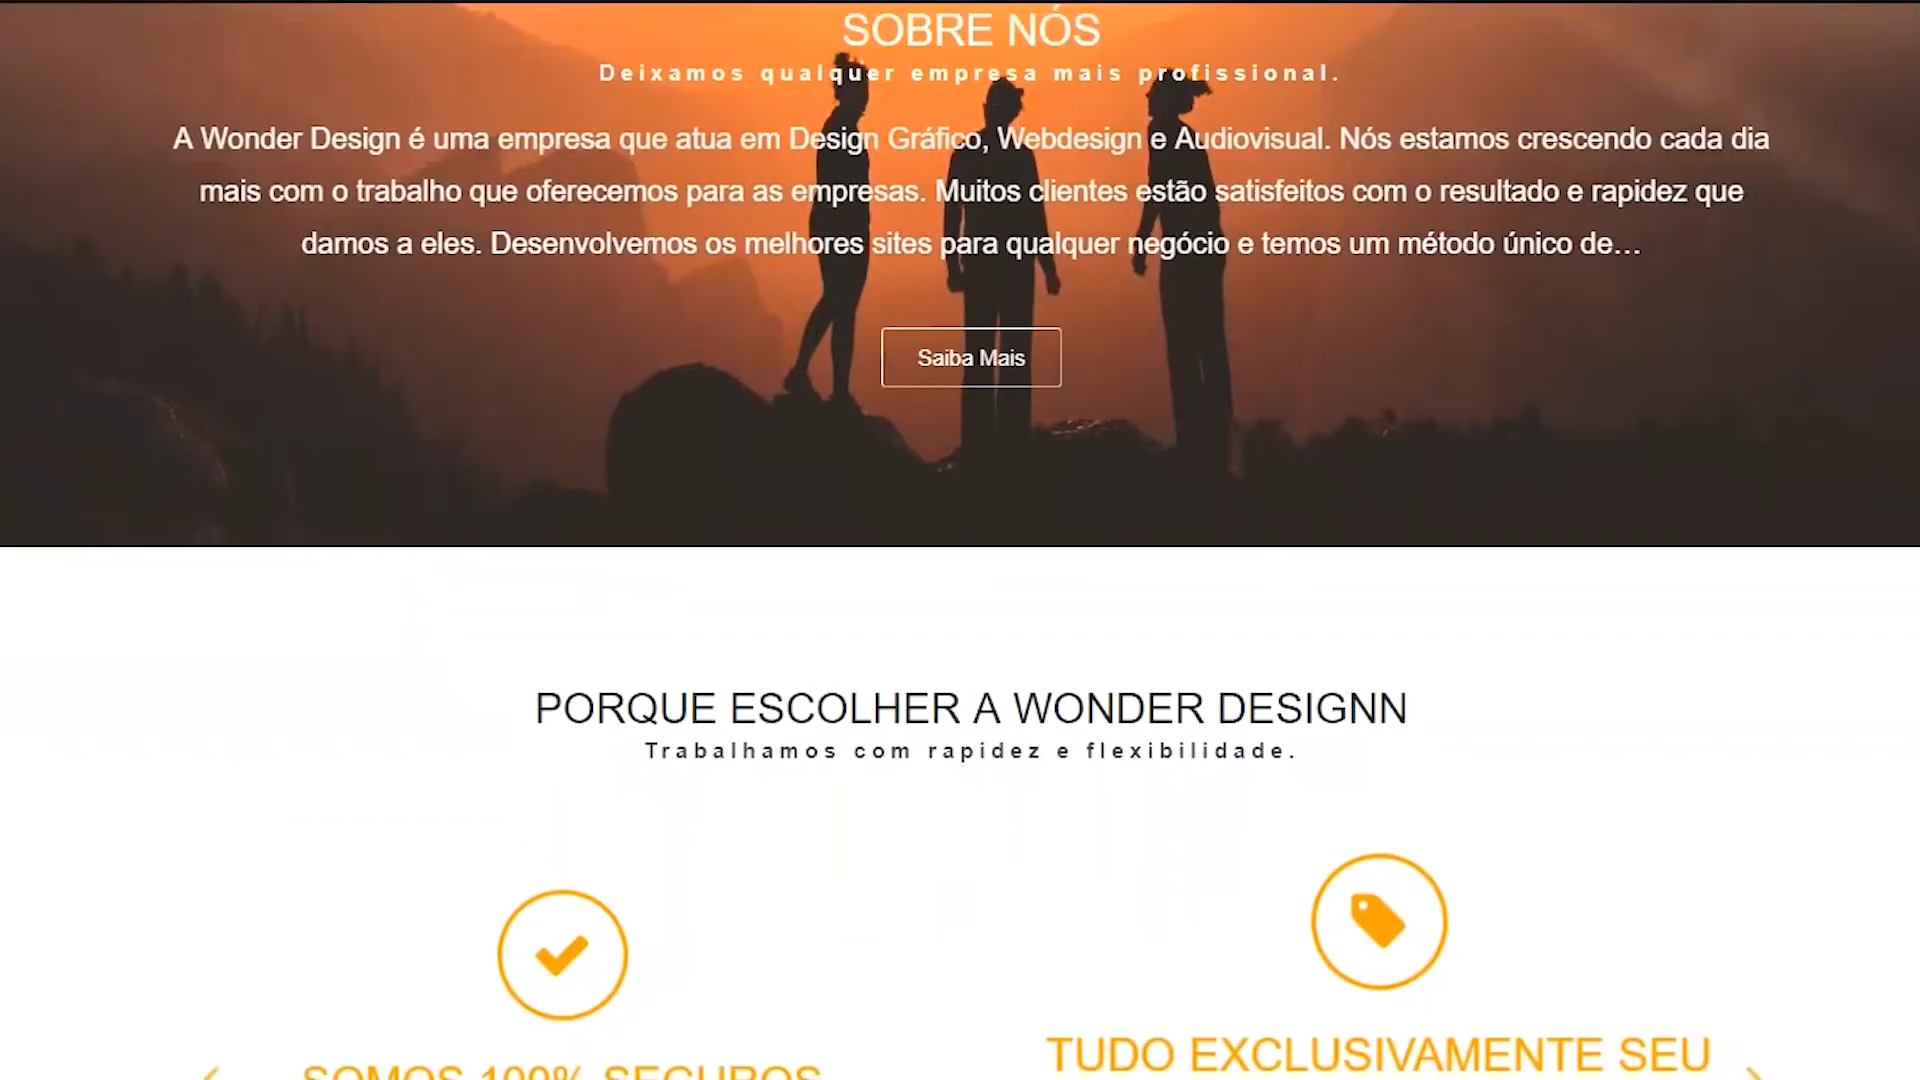 SOBRE NÓS
Deixamos qualquer empresa mais profissional.
A Wonder Design é uma empresa que atua em Design Gráfico, Webdesign e Audiovisual. Nós estamos crescendo cada dia
mais com o trabalho que oferecemos para as empresas. Muitos clientes estão satisfeitos com o resultado e rapidez que
damos a eles. Desenvolvemos os melhores sites para qualquer negócio e temos um método único de...
Saiba Mais
PORQUE ESCOLHER A WONDER DESIGNN
Trabalhamos com rapidez e flexibilidade.
SOMOS 100% SEGUROS
TUDO EXCLUSIVAMENTE SEU